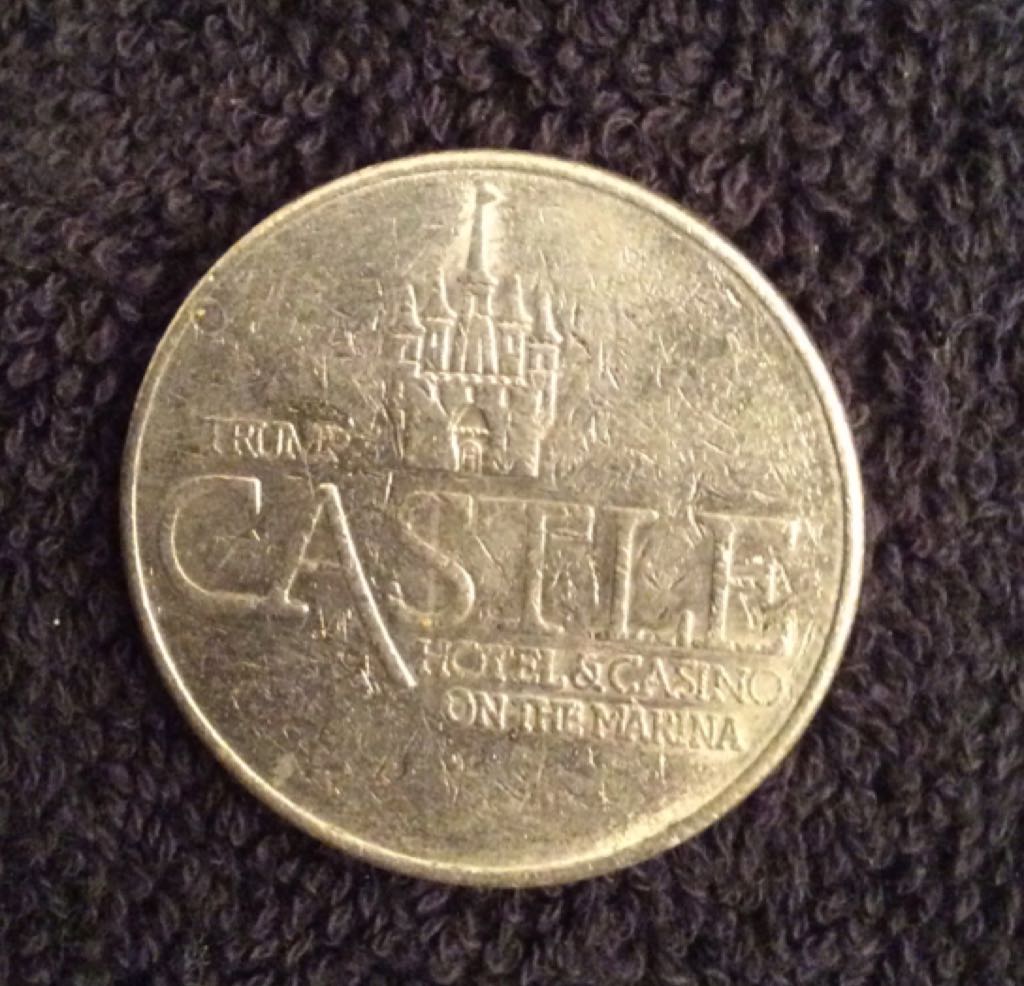 TRUMP
CASTLE
HOTEL & CASINO
ON THE MARINA